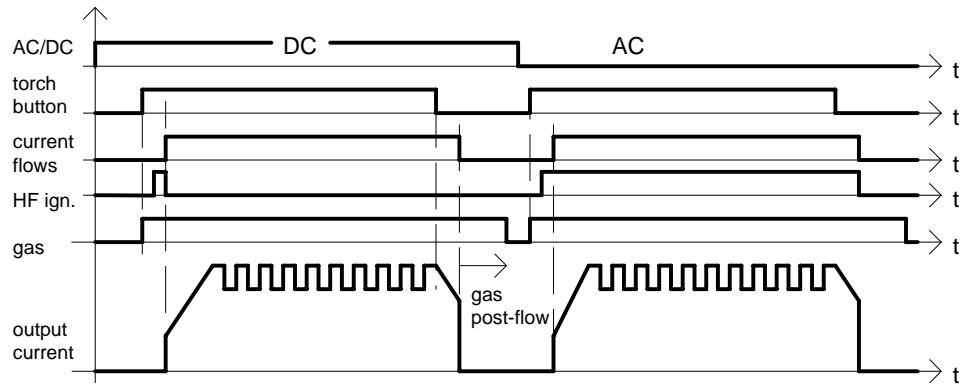 AC/DC
DC
AC
t
torch
button
t
current
flows
t
HF ign.
t
gas
t
gas
post-flow
output
current
t